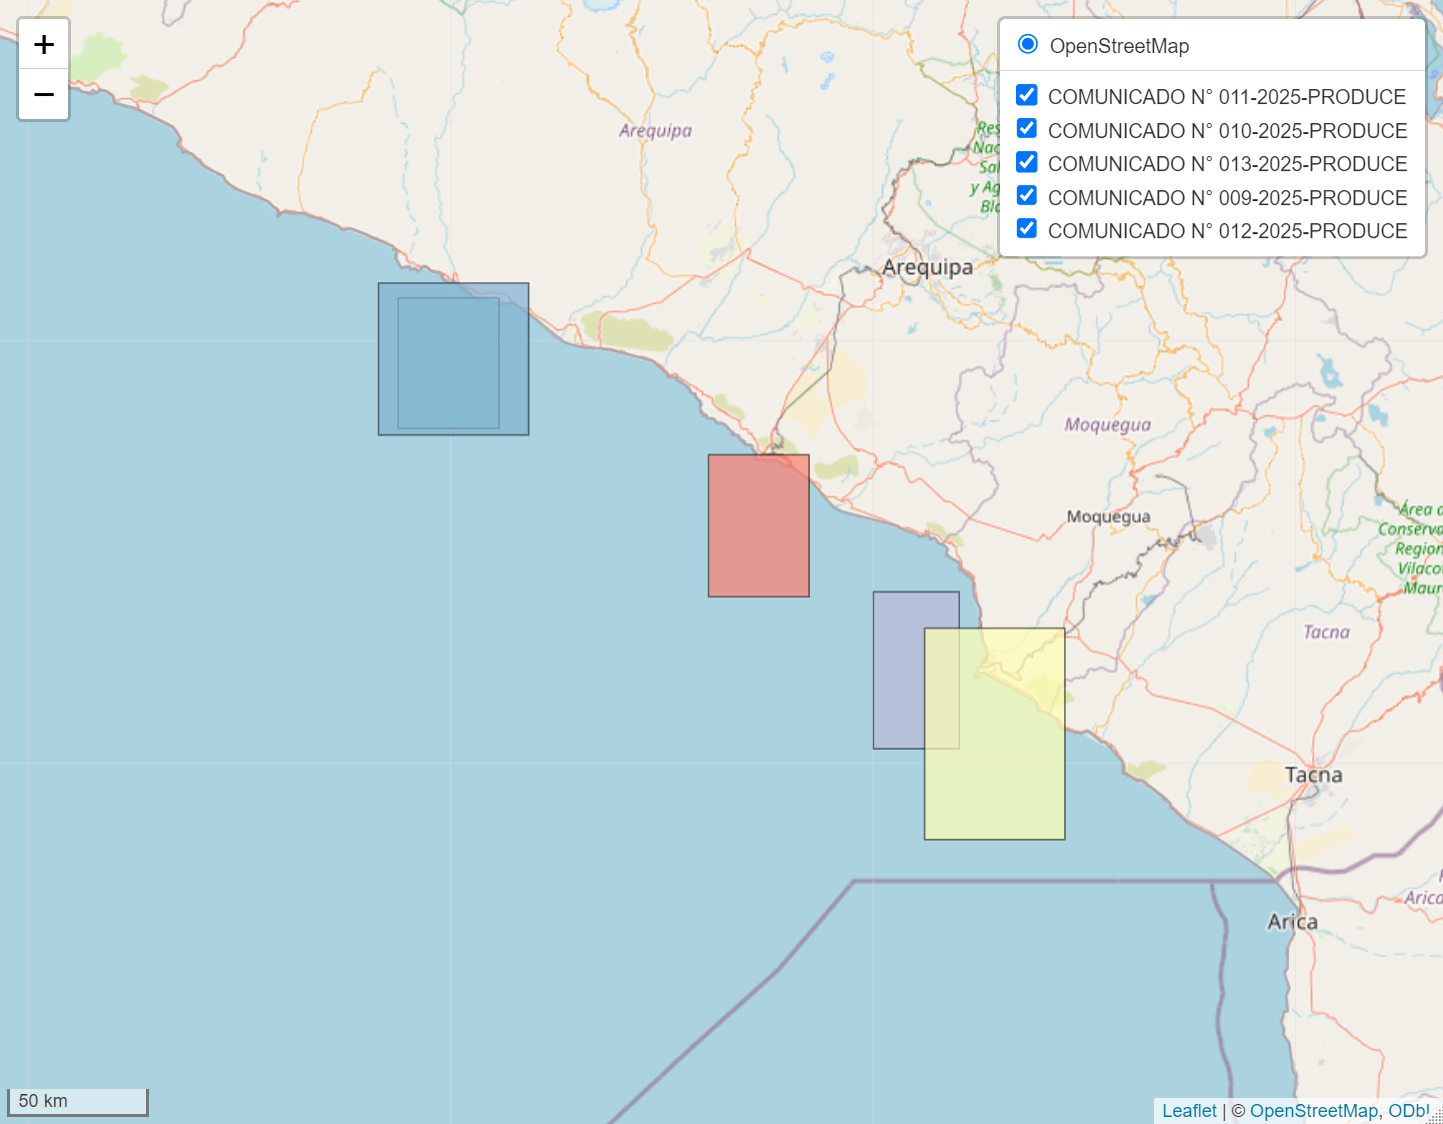 +
−
OpenStreetMap
COMUNICADO N° 011-2025-PRODUCE
COMUNICADO N° 010-2025-PRODUCE
COMUNICADO N° 013-2025-PRODUCE
COMUNICADO N° 009-2025-PRODUCE
COMUNICADO N° 012-2025-PRODUCE
Arequipa
Res
Nac
Sal
y Ag
Bla
Arequipa
Moquegua
Moquegua
Área d
Conserva
Region
Vilaco
Maur
Tacna
Tacna
Arica
Arica
50 km
Leaflet | © OpenStreetMap, ODbL